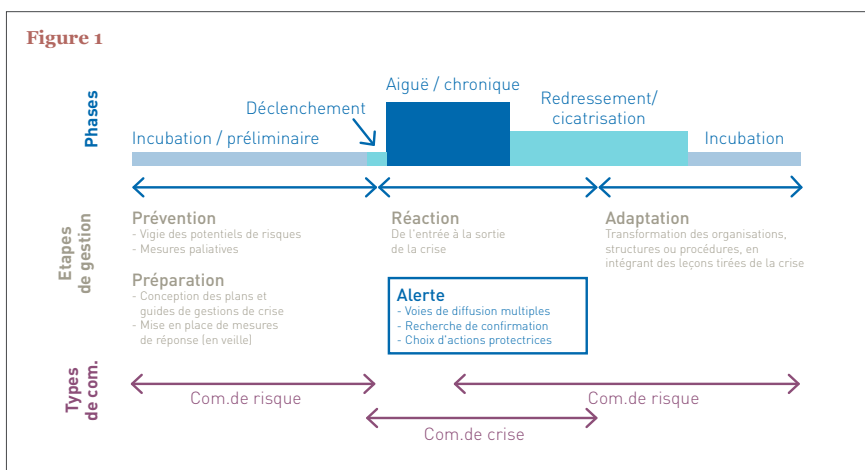 Figure 1
Phases
Aiguë / chronique
Déclenchement
Redressement/
cicatrisation
Incubation / préliminaire
Incubation
Etapes
de gestion
Prévention
- Vigie des potentiels de risques
- Mesures paliatives
Préparation
- Conception des plans et
guides de gestions de crise
- Mise en place de mesures
de réponse (en veille)
Réaction
De l'entrée à la sortie
de la crise
Alerte
- Voies de diffusion multiples
- Recherche de confirmation
- Choix d'actions protectrices
Adaptation
Transformation des organisations,
structures ou procédures, en
intégrant des leçons tirées de la crise
Types
de com.
Com.de risque
Com.de risque
Com.de crise